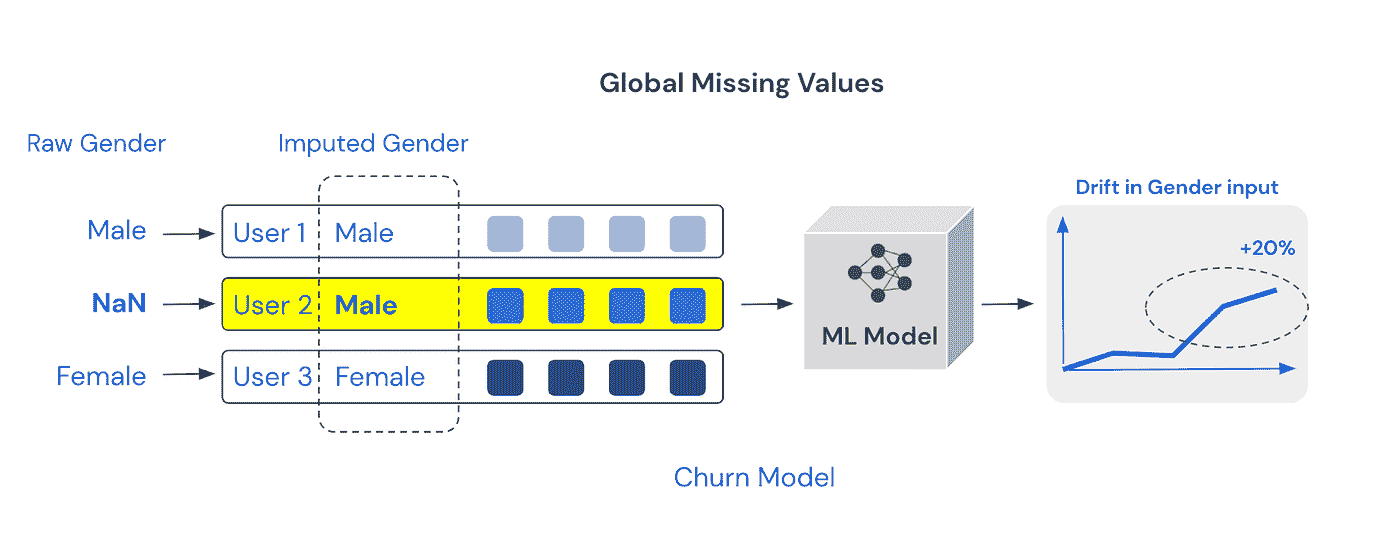 Global Missing Values
Raw Gender
Imputed Gender
Drift in Gender input
Male
User 1
Male
+20%
NaN
User 2
Male
ML Model
Female
User 3
Female
Churn Model